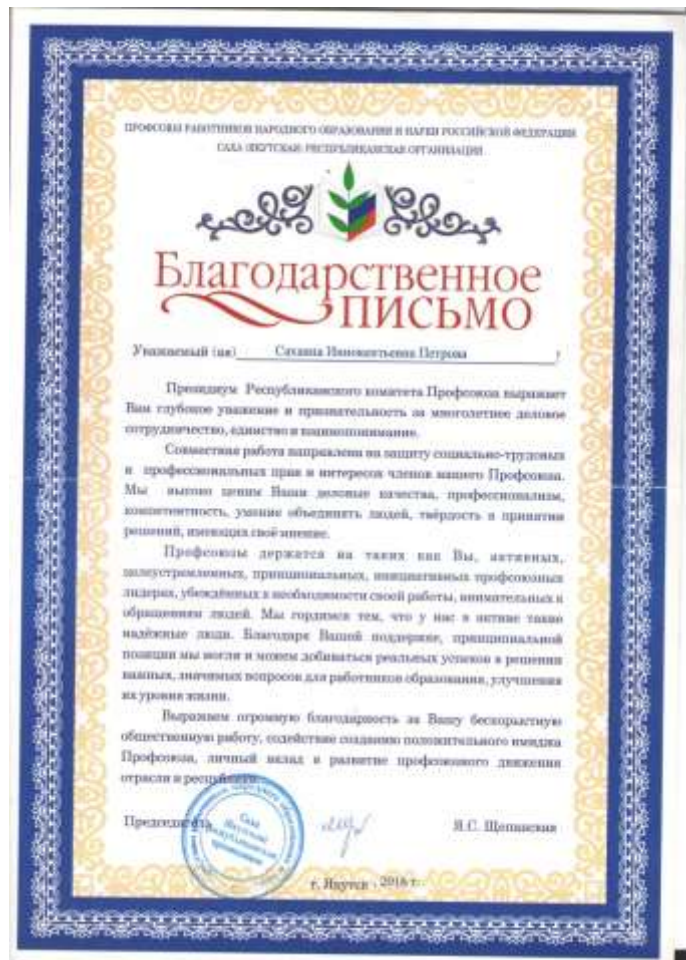 ПРОФСОЮЗ РАБОТНИКОВ НАРОДНОГО ОБРАЗОВАНИЯ И НАУКИ РОССИЙСКОЙ ФЕДЕРАЦИИ
САХА (ЯКУТСКАЯ) РЕСПУБЛИКАНСКАЯ ОРГАНИЗАЦИЯ
Благодарственное
ПИСЬМО
Уважаемый (ая) Иннокентьевна Петрова
Президиум Республиканского комитета Профсоюза выражает
Вам глубокое уважение и признательность за многолетнее деловое
сотрудничество, единство и взаимопонимание.
Совместная работа направлена на защиту социально-трудовых
и профессиональных прав и интересов членов нашего Профсоюза.
Мы высоко ценим Ваши деловые качества, профессионализм,
компетентность, умение объединять людей, твёрдость в принятии
решений, имеющих своё мнение.
Профсоюзы держатся на таких как Вы, активных,
целеустремленных, принципиальных, инициативных профсоюзных
лидерах, убеждённых в необходимости своей работы, внимательных к
обращениям людей. Мы гордимся тем, что у нас в активе такие
надёжные люди. Благодаря Вашей поддержке, принципиальной
позиции мы могли и можем добиваться реальных успехов в решении
важных, значимых вопросов для работников образования, улучшения
их уровня жизни.
Выражаем огромную благодарность за Вашу бескорыстную
общественную работу, содействие созданию положительного имиджа
Профсоюза, личный вклад в развитие профсоюзного движения
отрасли и республики.
Председатель
Саха
(Якутская)
республиканская
организация
г. Якутск , 2016 г.